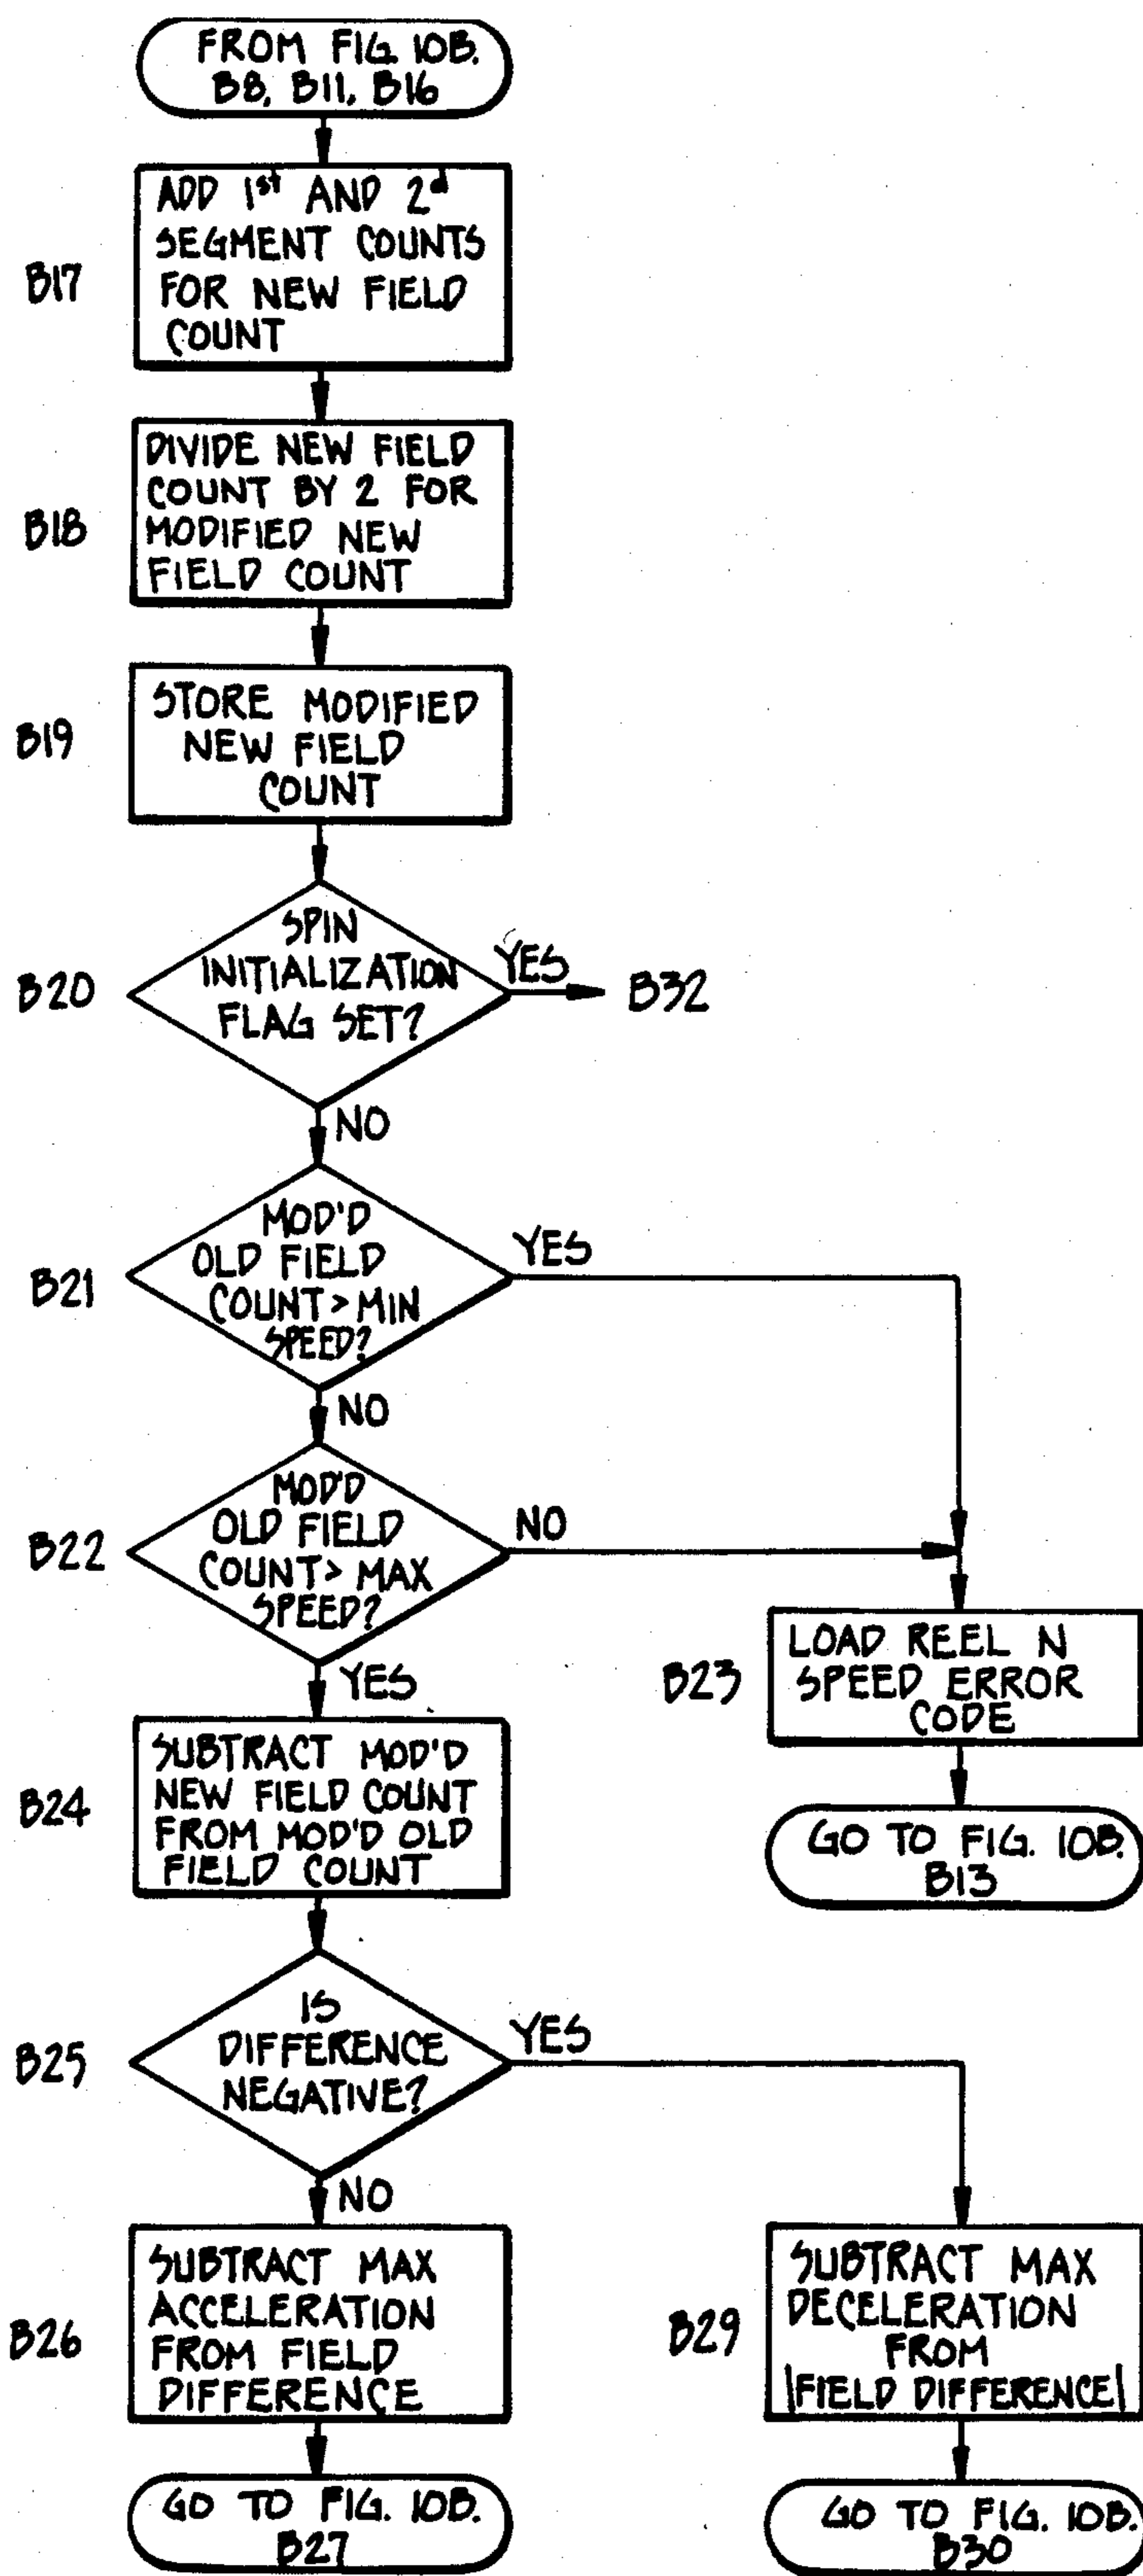 FROM FIG. 10B.
B8, B11, B16
B17
ADD 1st AND 2d
SEGMENT COUNTS
FOR NEW FIELD
COUNT
B18
DIVIDE NEW FIELD
COUNT BY 2 FOR
MODIFIED NEW
FIELD COUNT
B19
STORE MODIFIED
NEW FIELD
COUNT
B20
SPIN
INITIALIZATION
FLAG SET?
YES
B32
NO
B21
MOD'D
OLD FIELD
COUNT > MIN
SPEED?
YES
NO
B22
MOD'D
OLD FIELD
COUNT > MAX
SPEED?
NO
YES
B23
LOAD REEL N
SPEED ERROR
CODE
GO TO FIG. 10B.
B13
B24
SUBTRACT MOD'D
NEW FIELD COUNT
FROM MOD'D OLD
FIELD COUNT
B25
IS
DIFFERENCE
NEGATIVE?
YES
NO
B26
SUBTRACT MAX
ACCELERATION
FROM FIELD
DIFFERENCE
GO TO FIG. 10B.
B27
B29
SUBTRACT MAX
DECELERATION
FROM
|FIELD DIFFERENCE|
GO TO FIG. 10B.
B30